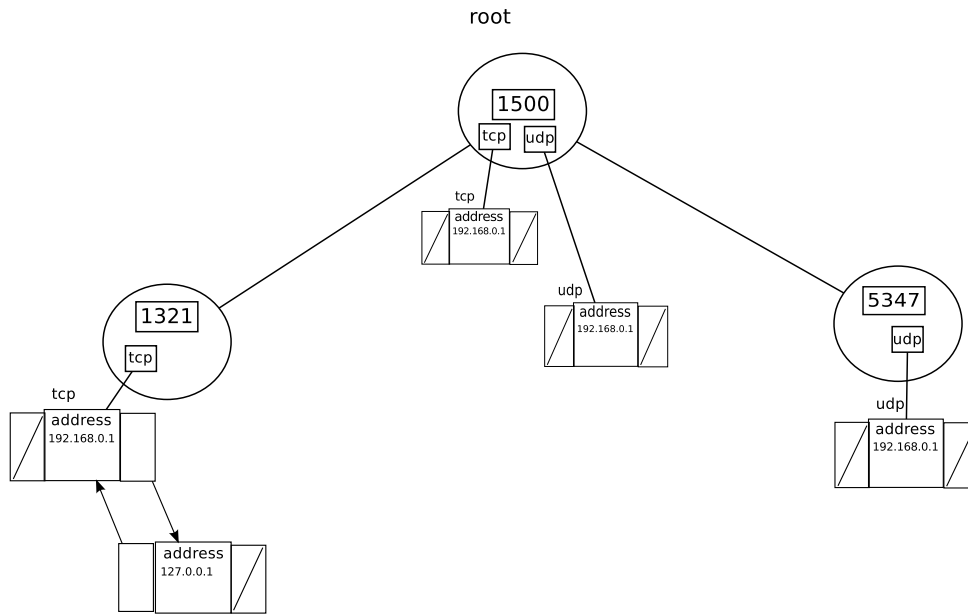 root
1500
tcp
udp
tcp
address
192.168.0.1
udp
address
192.168.0.1
1321
tcp
tcp
address
192.168.0.1
address
127.0.0.1
5347
udp
udp
address
192.168.0.1